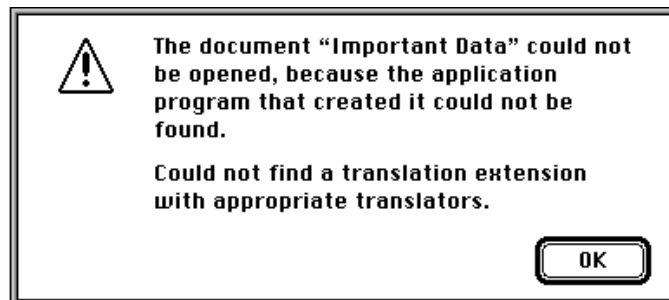 The document “Important Data” could not
be opened, because the application
program that created it could not be
found.
Could not find a translation extension
with appropriate translators.
OK